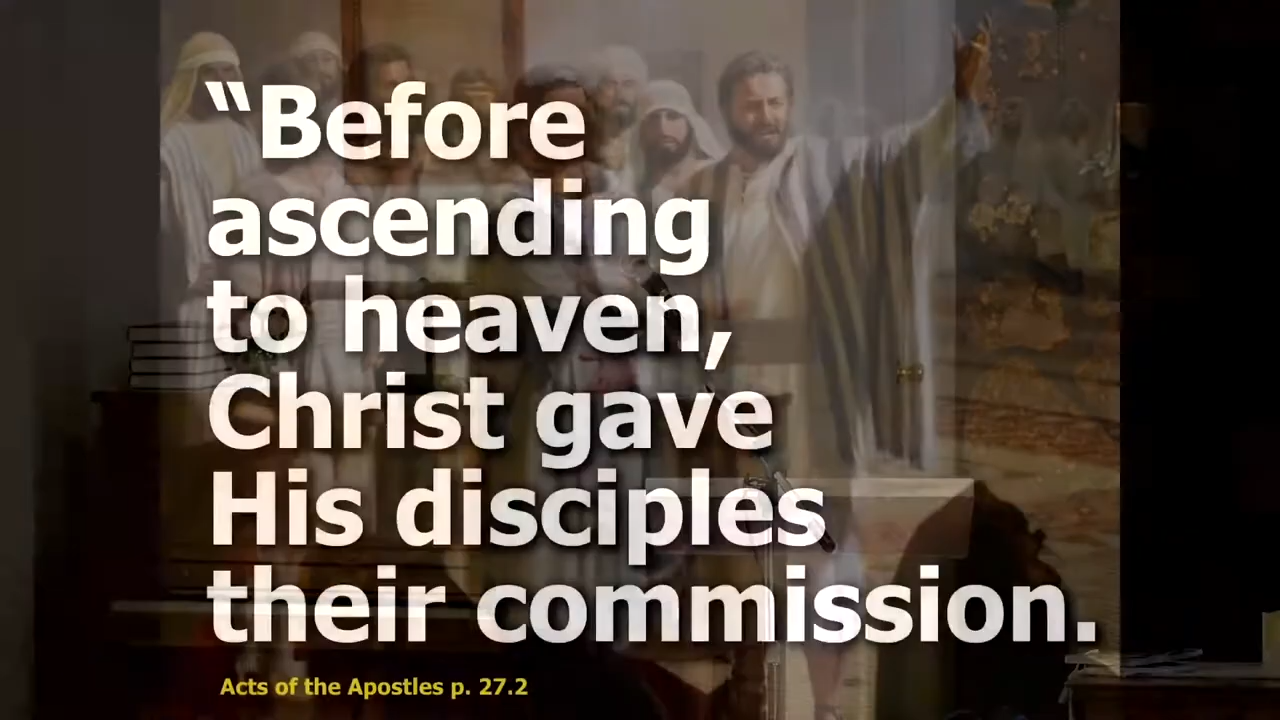 “Before
ascending
to heaven,
Christ gave
His disciples
their commission.
Acts of the Apostles p. 27.2